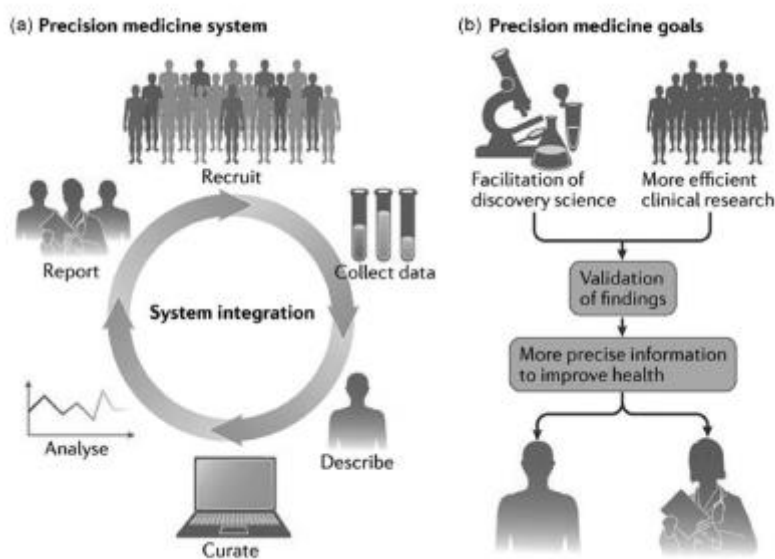 (a) Precision medicine system
Recruit
Collect data
Describe
Curate
Analyse
Report
System integration
(b) Precision medicine goals
Facilitation of
discovery science
More efficient
clinical research
Validation
of findings
More precise information
to improve health